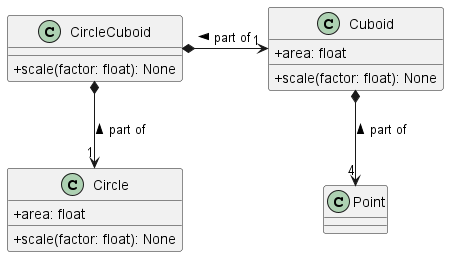 C CircleCuboid
+scale(factor: float): None
part of 1
C Cuboid
+area: float
+scale(factor: float): None
part of
1
part of
4
C Circle
+area: float
+scale(factor: float): None
C Point